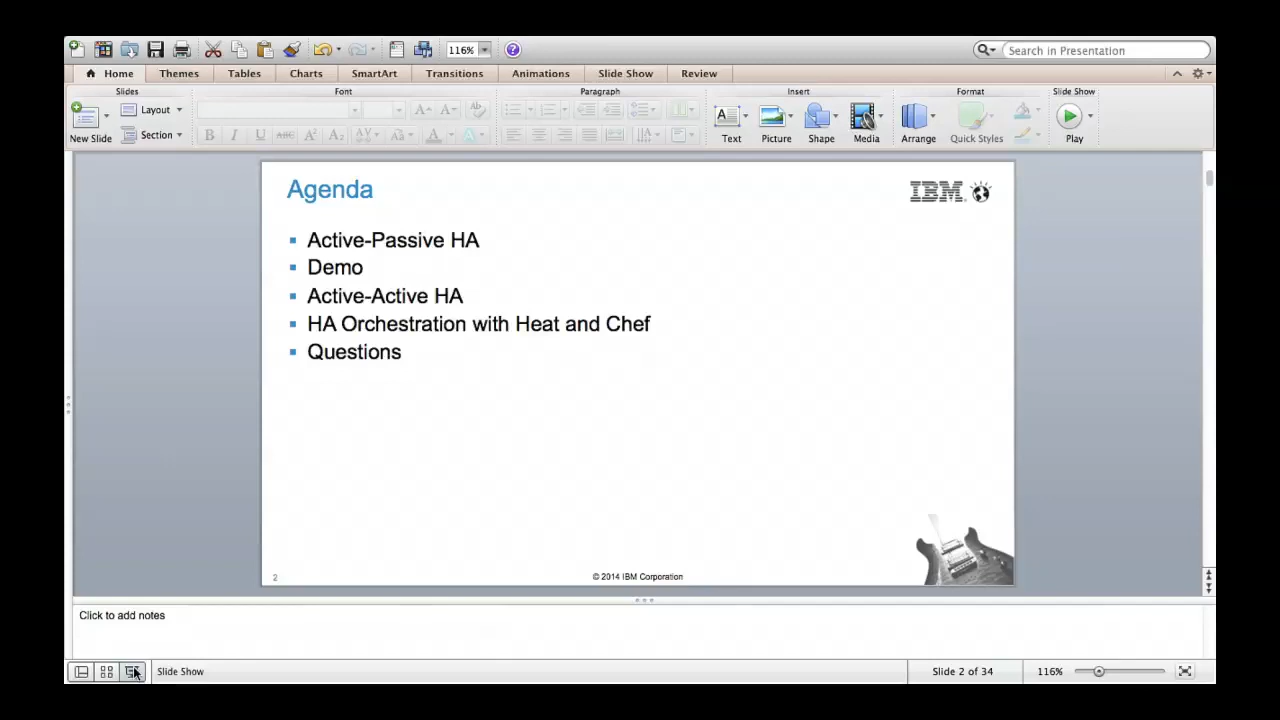 116%
Search in Presentation
Home Themes Tables Charts SmartArt Transitions Animations Slide Show Review
Slides Font Paragraph Insert Format Slide Show
New Slide Layout Section Text Picture Shape Media Arrange Quick Styles Play
Agenda
IBM
Active-Passive HA
Demo
Active-Active HA
HA Orchestration with Heat and Chef
Questions
2
© 2014 IBM Corporation
Click to add notes
Slide Show
Slide 2 of 34
116%